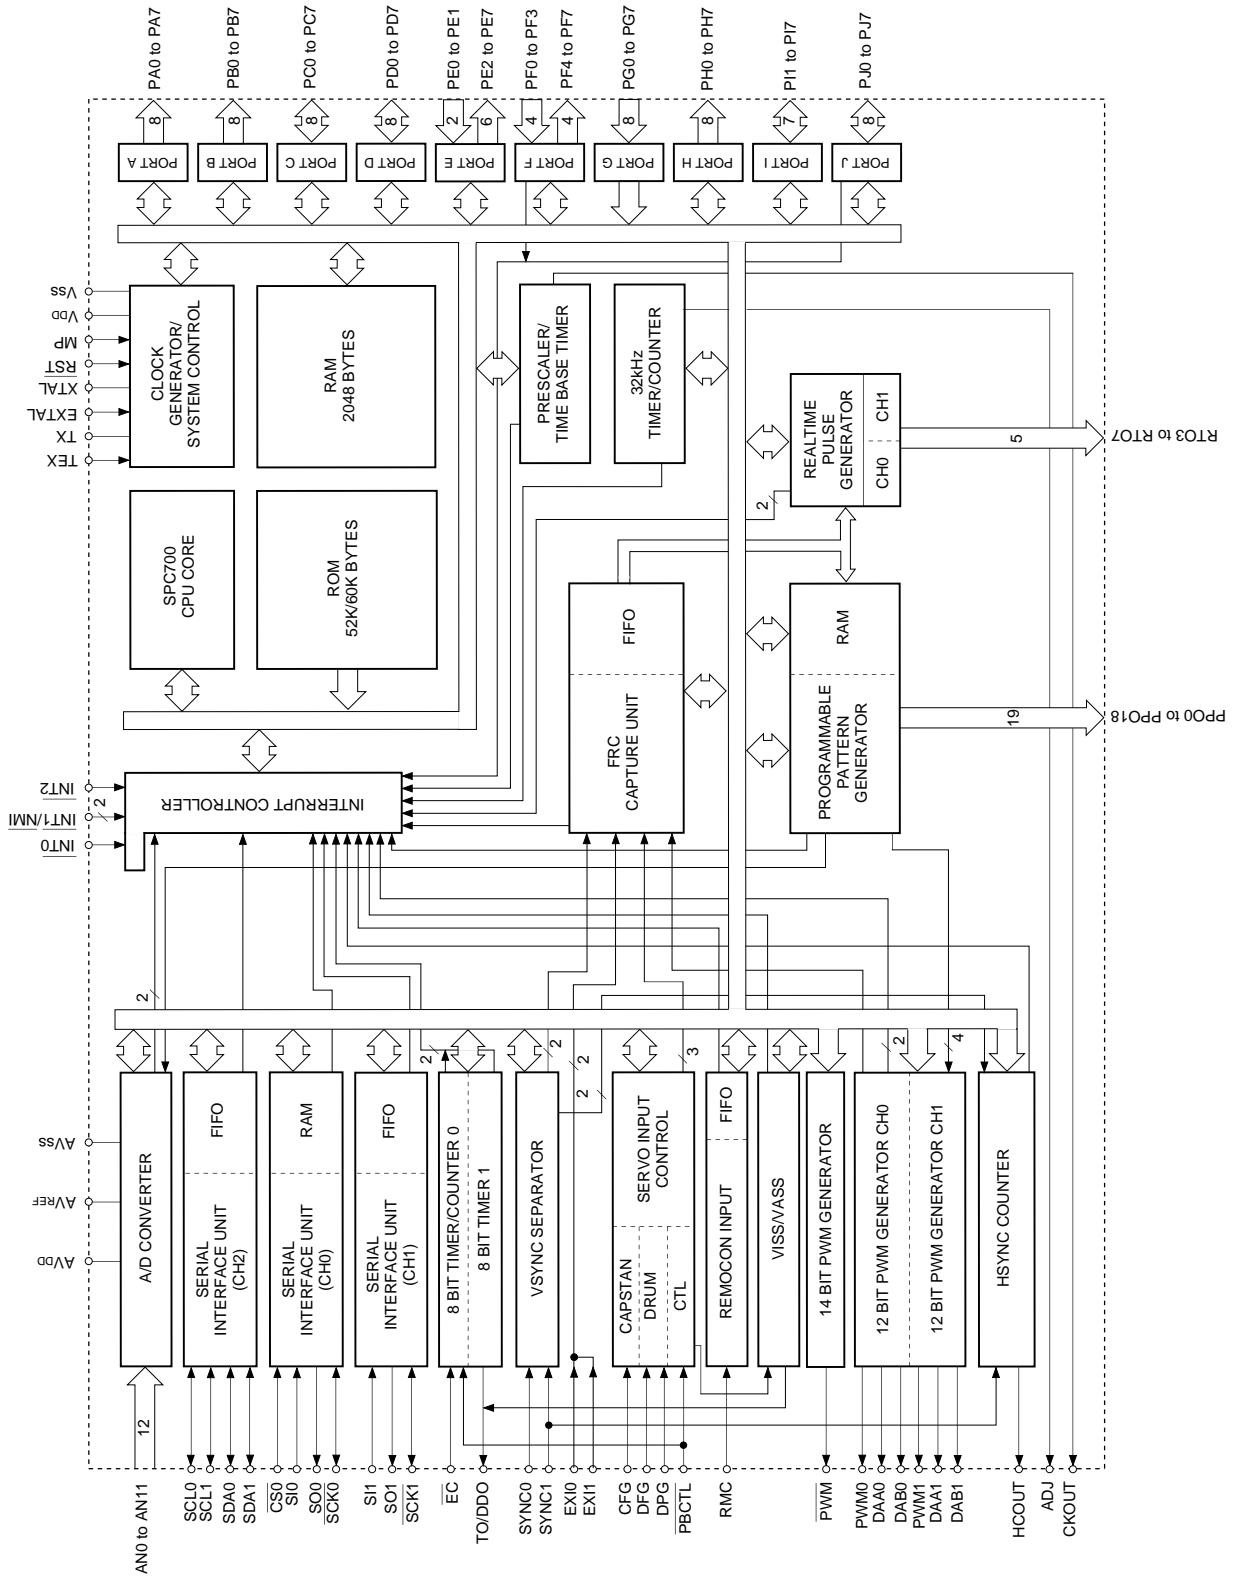 PA0 to PA7
PB0 to PB7
PC0 to PC7
PD0 to PD7
PE0 to PE1
PE2 to PE7
PF0 to PF3
PF4 to PF7
PG0 to PG7
PH0 to PH7
PI1 to PI7
PJ0 to PJ7
8
8
8
8
2
6
4
4
8
8
7
8
PORT A
PORT B
PORT C
PORT D
PORT E
PORT F
PORT G
PORT H
PORT I
PORT J
Vss
VDD
MP
RST
XTAL
EXTAL
TX
TEX
CLOCK
GENERATOR/
SYSTEM CONTROL
RAM
2048 BYTES
PRESCALER/
TIME BASE TIMER
32kHz
TIMER/COUNTER
SPC700
CPU CORE
ROM
52K/60K BYTES
REALTIME
PULSE
GENERATOR
CH0
CH1
2
5
RTO3 to RTO7
FRC
CAPTURE UNIT
FIFO
PROGRAMMABLE
PATTERN
GENERATOR
RAM
19
PPO0 to PPO18
INT2
INT1/NMI
2
INT0
INTERRUPT CONTROLLER
2
2
2
2
2
3
2
4
AVss
AVREF
AVDD
A/D CONVERTER
SERIAL
INTERFACE UNIT
(CH2)
FIFO
SERIAL
INTERFACE UNIT
(CH0)
RAM
SERIAL
INTERFACE UNIT
(CH1)
FIFO
8 BIT TIMER/COUNTER 0
8 BIT TIMER 1
VSYNC SEPARATOR
SERVO INPUT
CONTROL
CAPSTAN
DRUM
CTL
REMOCON INPUT
FIFO
VISS/VASS
14 BIT PWM GENERATOR
12 BIT PWM GENERATOR CH0
12 BIT PWM GENERATOR CH1
HSYNC COUNTER
12
AN0 to AN11
SCL0
SCL1
SDA0
SDA1
CS0
SI0
SO0
SCK0
SI1
SO1
SCK1
EC
TO/DDO
SYNC0
SYNC1
EXI0
EXI1
CFG
DFG
DPG
PBCTL
RMC
PWM
PWM0
DAA0
DAB0
PWM1
DAA1
DAB1
HCOUT
ADJ
CKOUT